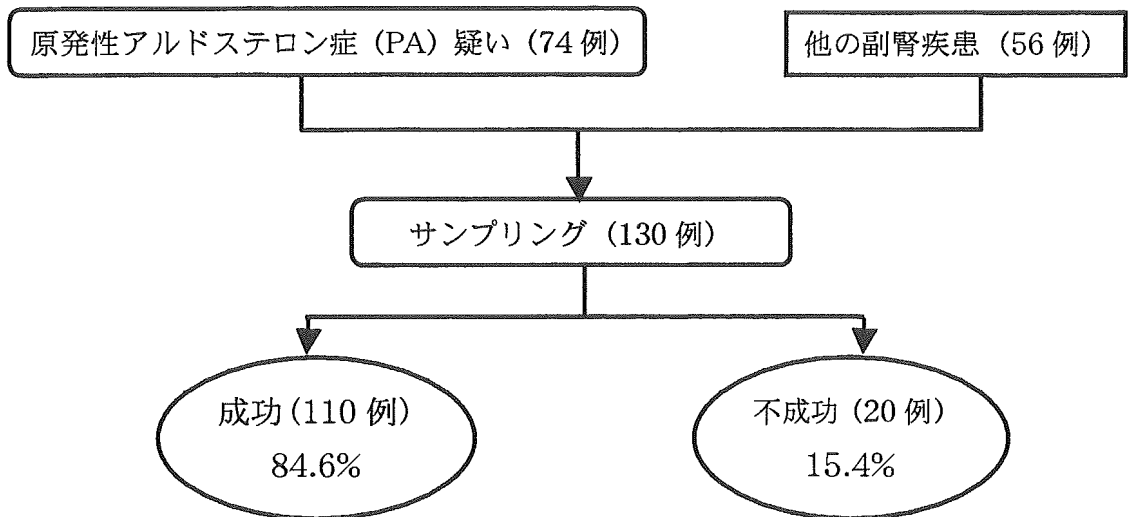 原発性アルドステロン症 (PA) 疑い (74 例)
他の副腎疾患 (56 例)
サンプリング (130 例)
成功 (110 例)
84.6%
不成功 (20 例)
15.4%